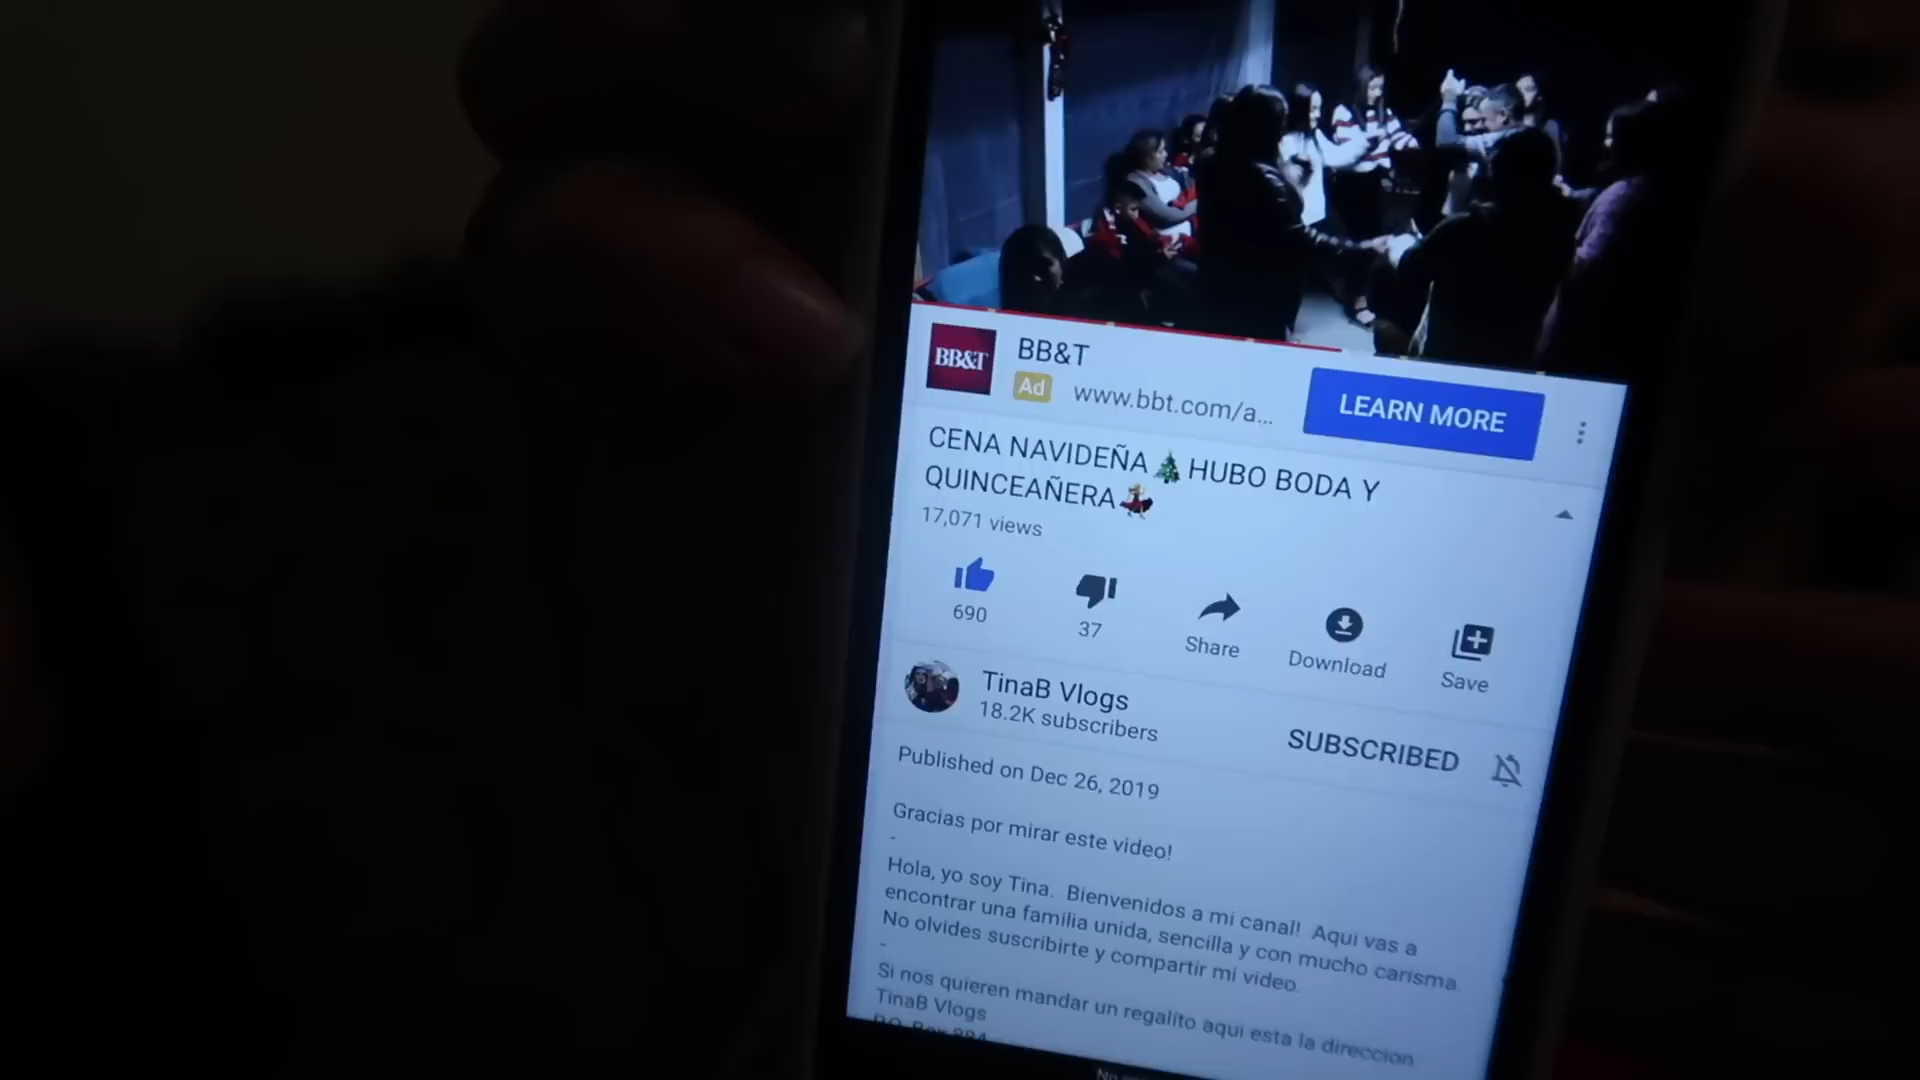 BB&T
BB&T
Ad www.bbt.com/a...
LEARN MORE
CENA NAVIDEÑA🎄HUBO BODA Y
QUINCEAÑERA💃
17,071 views
690
37
Share
Download
Save
TinaB Vlogs
18.2K subscribers
SUBSCRIBED
Published on Dec 26, 2019
Gracias por mirar este video!
-
Hola, yo soy Tina. Bienvenidos a mi canal! Aqui vas a
encontrar una familia unida, sencilla y con mucho carisma.
No olvides suscribirte y compartir mi video.
-
Si nos quieren mandar un regalito aqui esta la direccion
TinaB Vlogs
P.O. Box 884
No